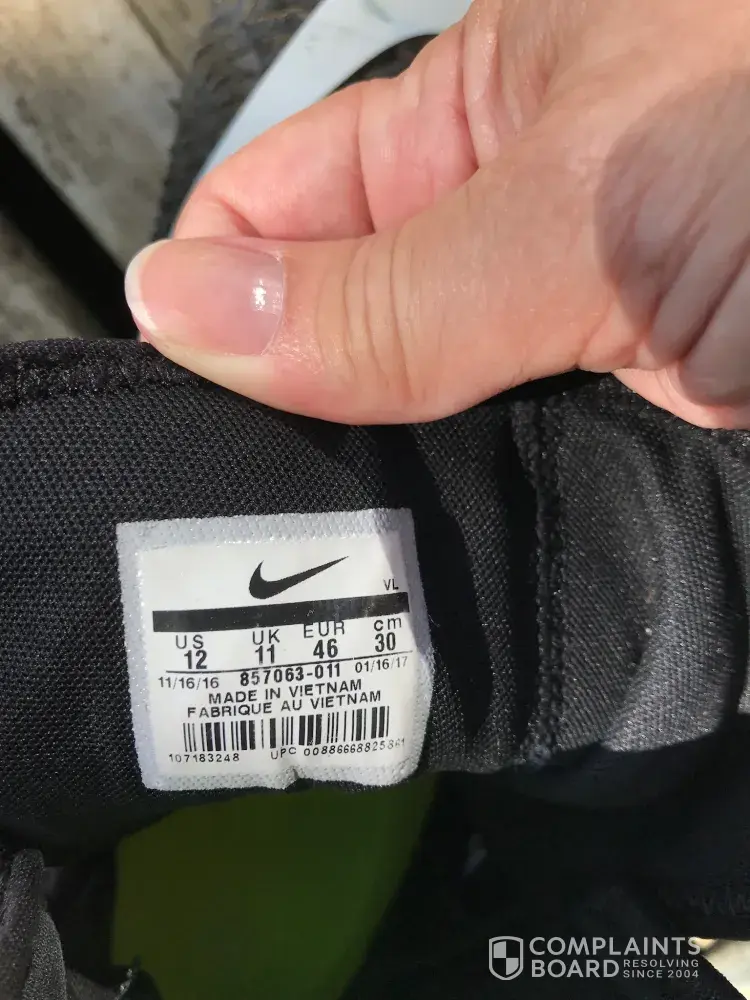 VL
US UK EUR cm
12 11 46 30
11/16/16 857063-011 01/16/17
MADE IN VIETNAM
FABRIQUE AU VIETNAM
107183248 UPC 00886668825861
COMPLAINTS
BOARD RESOLVING
SINCE 2004